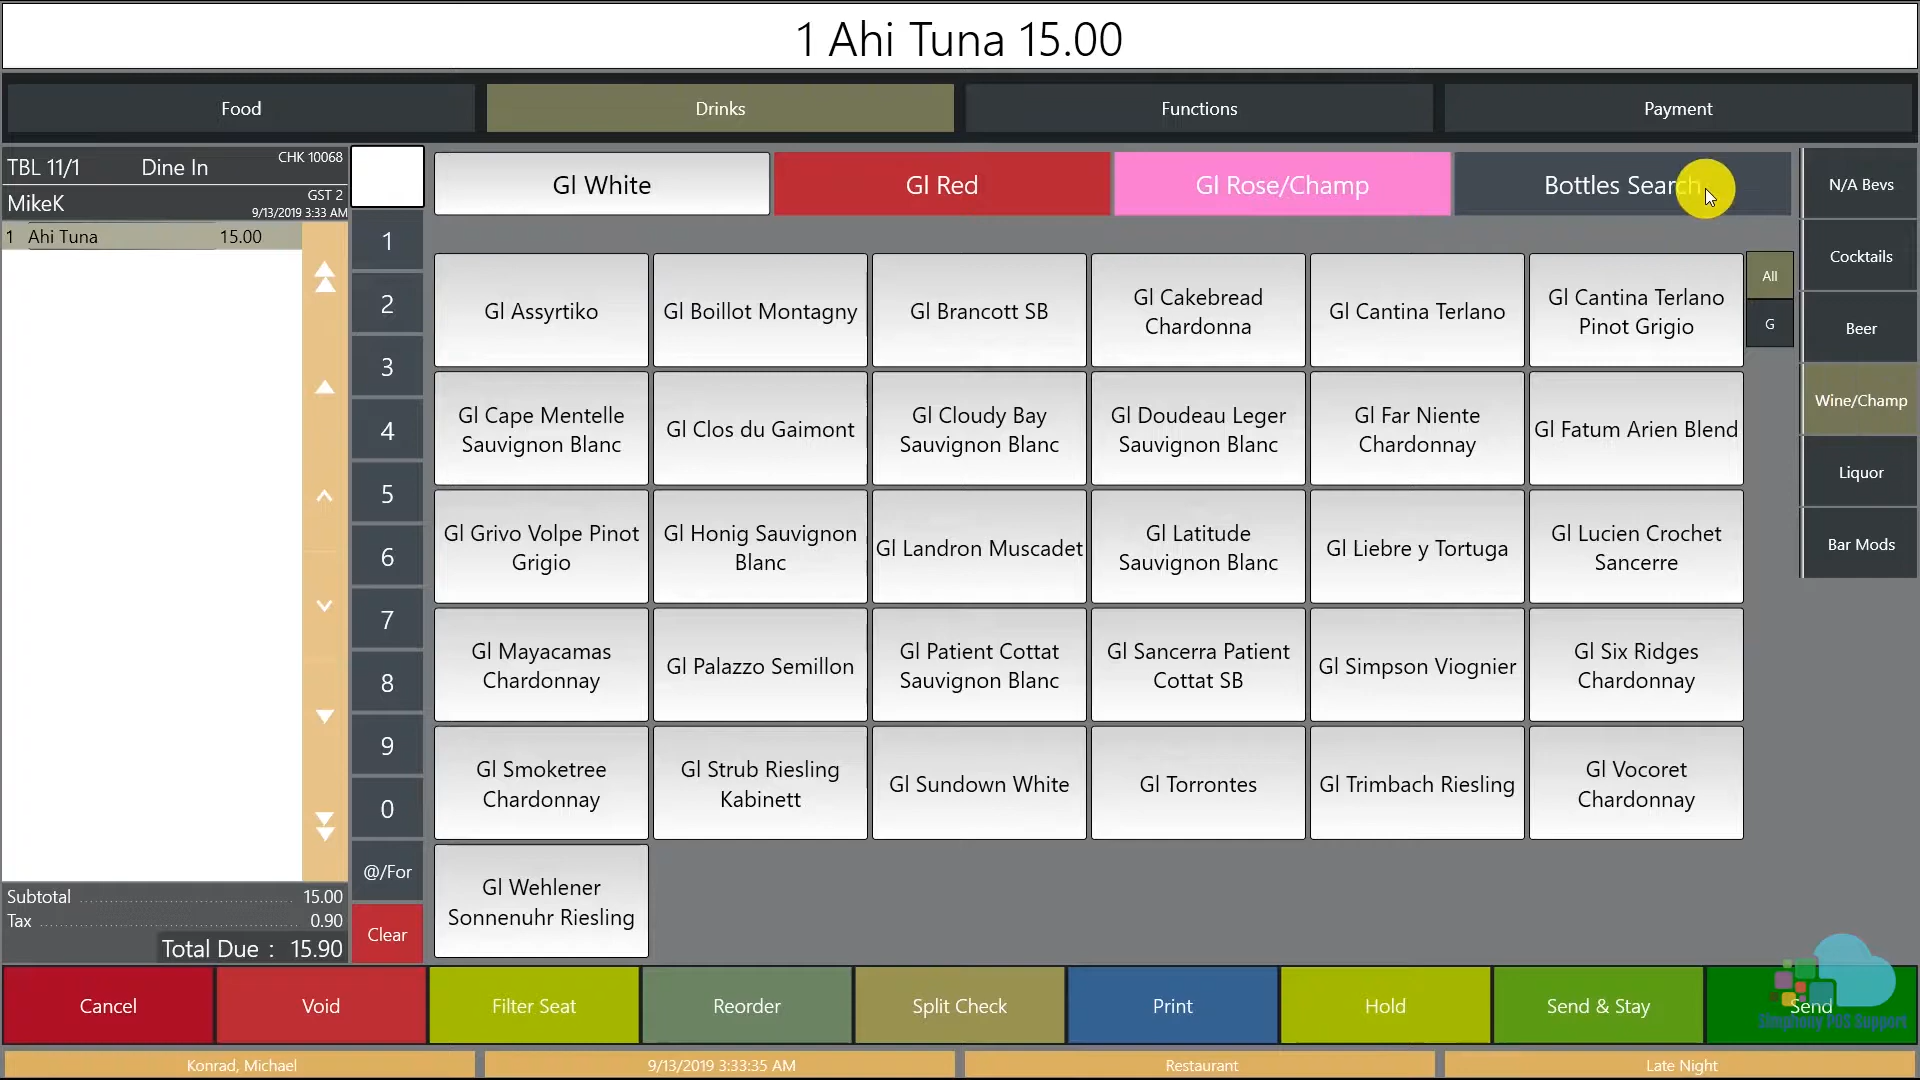 1 Ahi Tuna 15.00
Food
Drinks
Functions
Payment
TBL 11/1
Dine In
CHK 10068
MikeK
GST 2
9/13/2019 3:33 AM
1 Ahi Tuna 15.00
Subtotal 15.00
Tax 0.90
Total Due : 15.90
1
2
3
4
5
6
7
8
9
0
@/For
Clear
Gl White
Gl Red
Gl Rose/Champ
Bottles Search
Gl Assyrtiko
Gl Boillot Montagny
Gl Brancott SB
Gl Cakebread
Chardonna
Gl Cantina Terlano
Gl Cantina Terlano
Pinot Grigio
Gl Cape Mentelle
Sauvignon Blanc
Gl Clos du Gaimont
Gl Cloudy Bay
Sauvignon Blanc
Gl Doudeau Leger
Sauvignon Blanc
Gl Far Niente
Chardonnay
Gl Fatum Arien Blend
Gl Grivo Volpe Pinot
Grigio
Gl Honig Sauvignon
Blanc
Gl Landron Muscadet
Gl Latitude
Sauvignon Blanc
Gl Liebre y Tortuga
Gl Lucien Crochet
Sancerre
Gl Mayacamas
Chardonnay
Gl Palazzo Semillon
Gl Patient Cottat
Sauvignon Blanc
Gl Sancerra Patient
Cottat SB
Gl Simpson Viognier
Gl Six Ridges
Chardonnay
Gl Smoketree
Chardonnay
Gl Strub Riesling
Kabinett
Gl Sundown White
Gl Torrontes
Gl Trimbach Riesling
Gl Vocoret
Chardonnay
Gl Wehlener
Sonnenuhr Riesling
All
G
N/A Bevs
Cocktails
Beer
Wine/Champ
Liquor
Bar Mods
Cancel
Void
Filter Seat
Reorder
Split Check
Print
Hold
Send & Stay
Send
Simphony POS Support
Konrad, Michael
9/13/2019 3:33:35 AM
Restaurant
Late Night